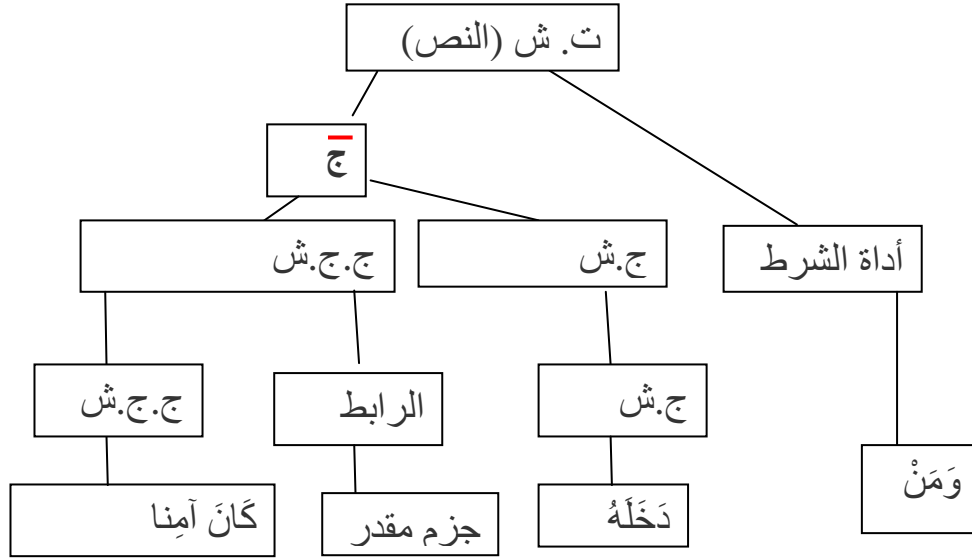 ت. ش (النص)
ج
أداة الشرط
ج.ش
ج.ج.ش
ج.ش
الرابط
ج.ج.ش
وَمَنْ
دَخَلَهُ
جزم مقدر
كَانَ آمِنا